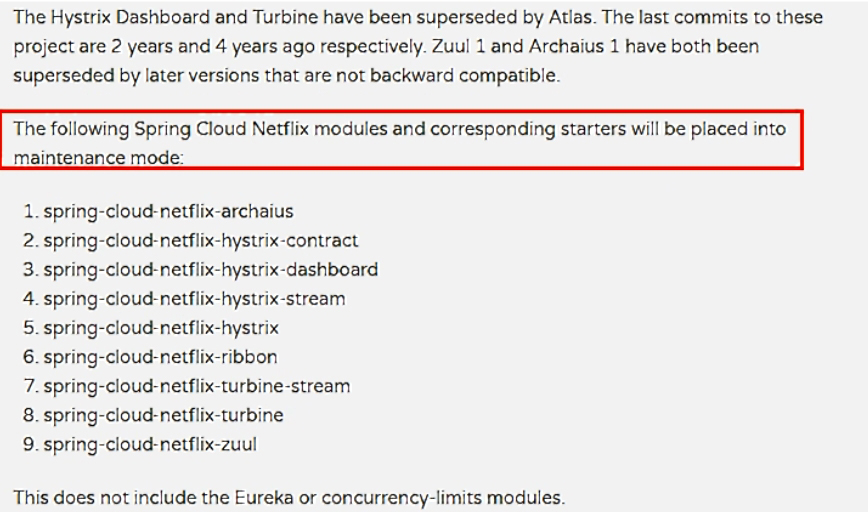 The Hystrix Dashboard and Turbine have been superseded by Atlas. The last commits to these
project are 2 years and 4 years ago respectively. Zuul 1 and Archaius 1 have both been
superseded by later versions that are not backward compatible.
The following Spring Cloud Netflix modules and corresponding starters will be placed into
maintenance mode:
1. spring-cloud-netflix-archaius
2. spring-cloud-netflix-hystrix-contract
3. spring-cloud-netflix-hystrix-dashboard
4. spring-cloud-netflix-hystrix-stream
5. spring-cloud-netflix-hystrix
6. spring-cloud-netflix-ribbon
7. spring-cloud-netflix-turbine-stream
8. spring-cloud-netflix-turbine
9. spring-cloud-netflix-zuul
This does not include the Eureka or concurrency-limits modules.